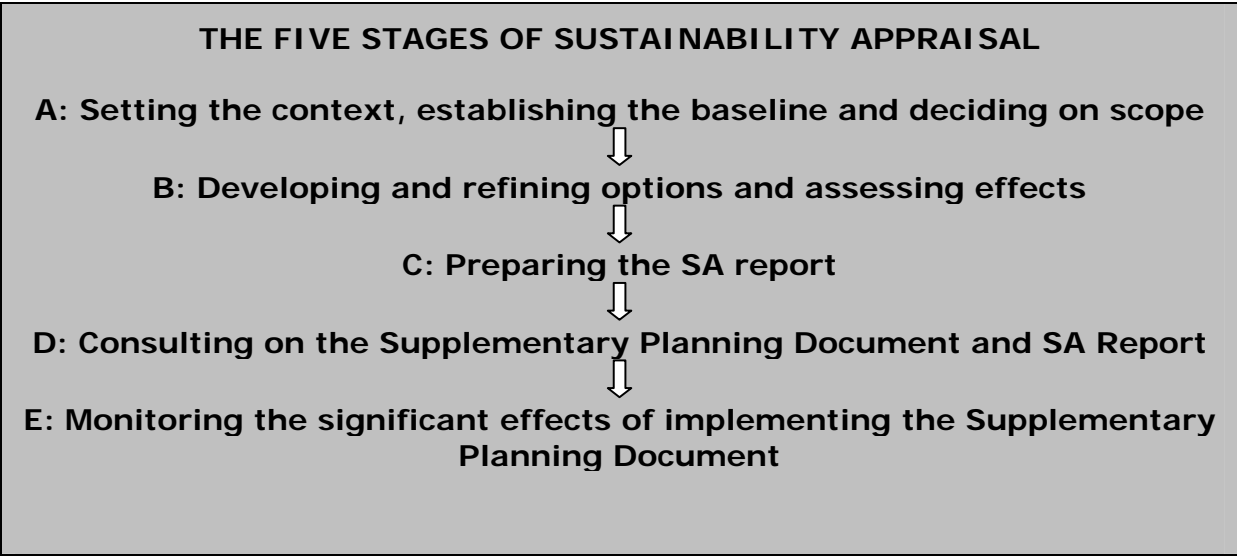 THE FIVE STAGES OF SUSTAINABILITY APPRAISAL
A: Setting the context, establishing the baseline and deciding on scope
B: Developing and refining options and assessing effects
C: Preparing the SA report
D: Consulting on the Supplementary Planning Document and SA Report
E: Monitoring the significant effects of implementing the Supplementary
Planning Document